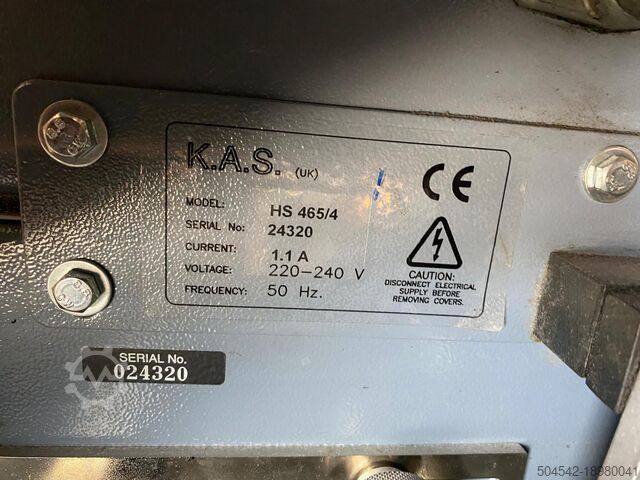 K.A.S. (UK)
MODEL: HS 465/4
SERIAL No: 24320
CURRENT: 1.1 A
VOLTAGE: 220-240 V
FREQUENCY: 50 Hz.
CE
CAUTION:
DISCONNECT ELECTRICAL
SUPPLY BEFORE
REMOVING COVERS.
SERIAL No.
024320
504542-18980041